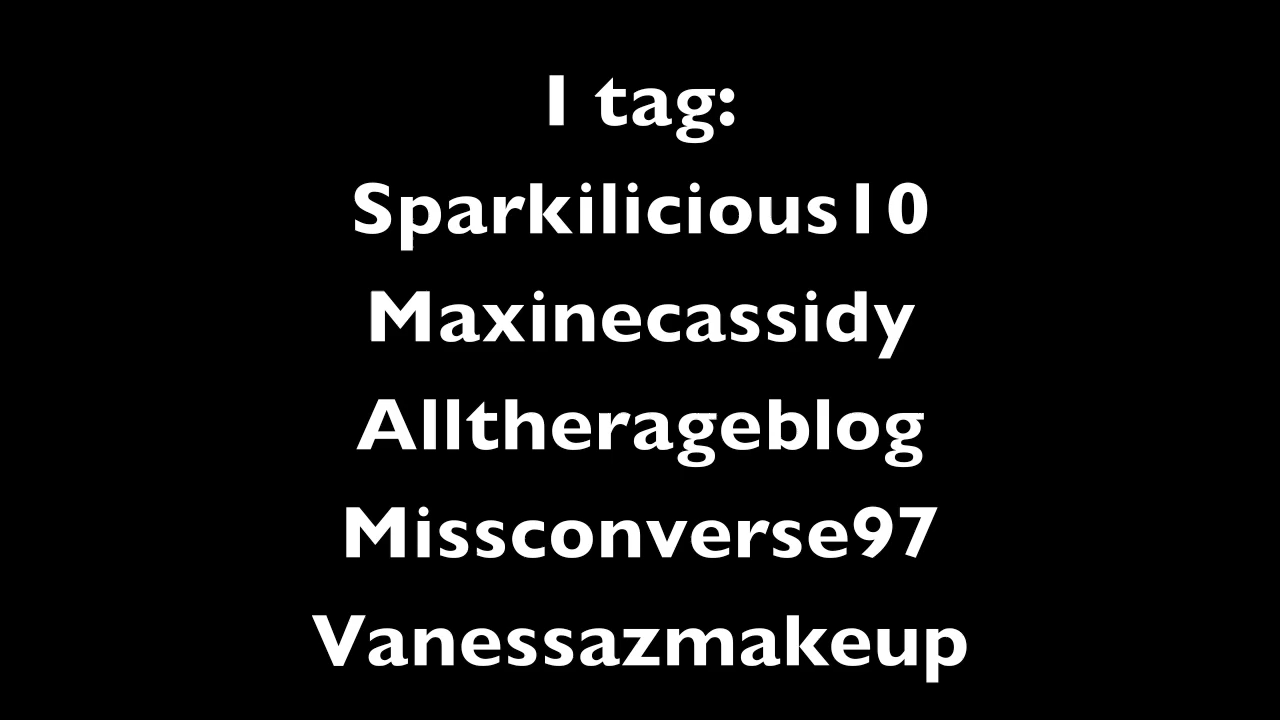 I tag:
Sparkilicious10
Maxinecassidy
Alltherageblog
Missconverse97
Vanessazmakeup